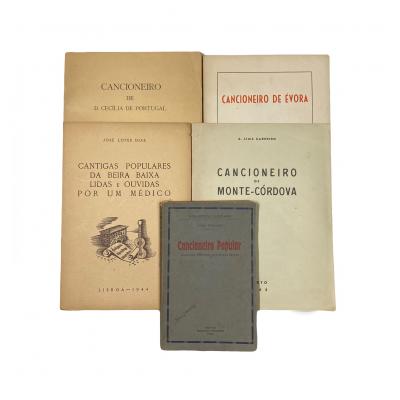 CANCIONEIRO
DE
D. CECÍLIA DE PORTUGAL
CANCIONEIRO DE ÉVORA
JOSÉ LOPES DIAS
CANTIGAS POPULARES
DA BEIRA BAIXA
LIDAS E OUVIDAS
POR UM MÉDICO
LISBOA — 1944
A. LIMA CARNEIRO
CANCIONEIRO
DE
MONTE-CÓRDOVA
Cancioneiro Popular